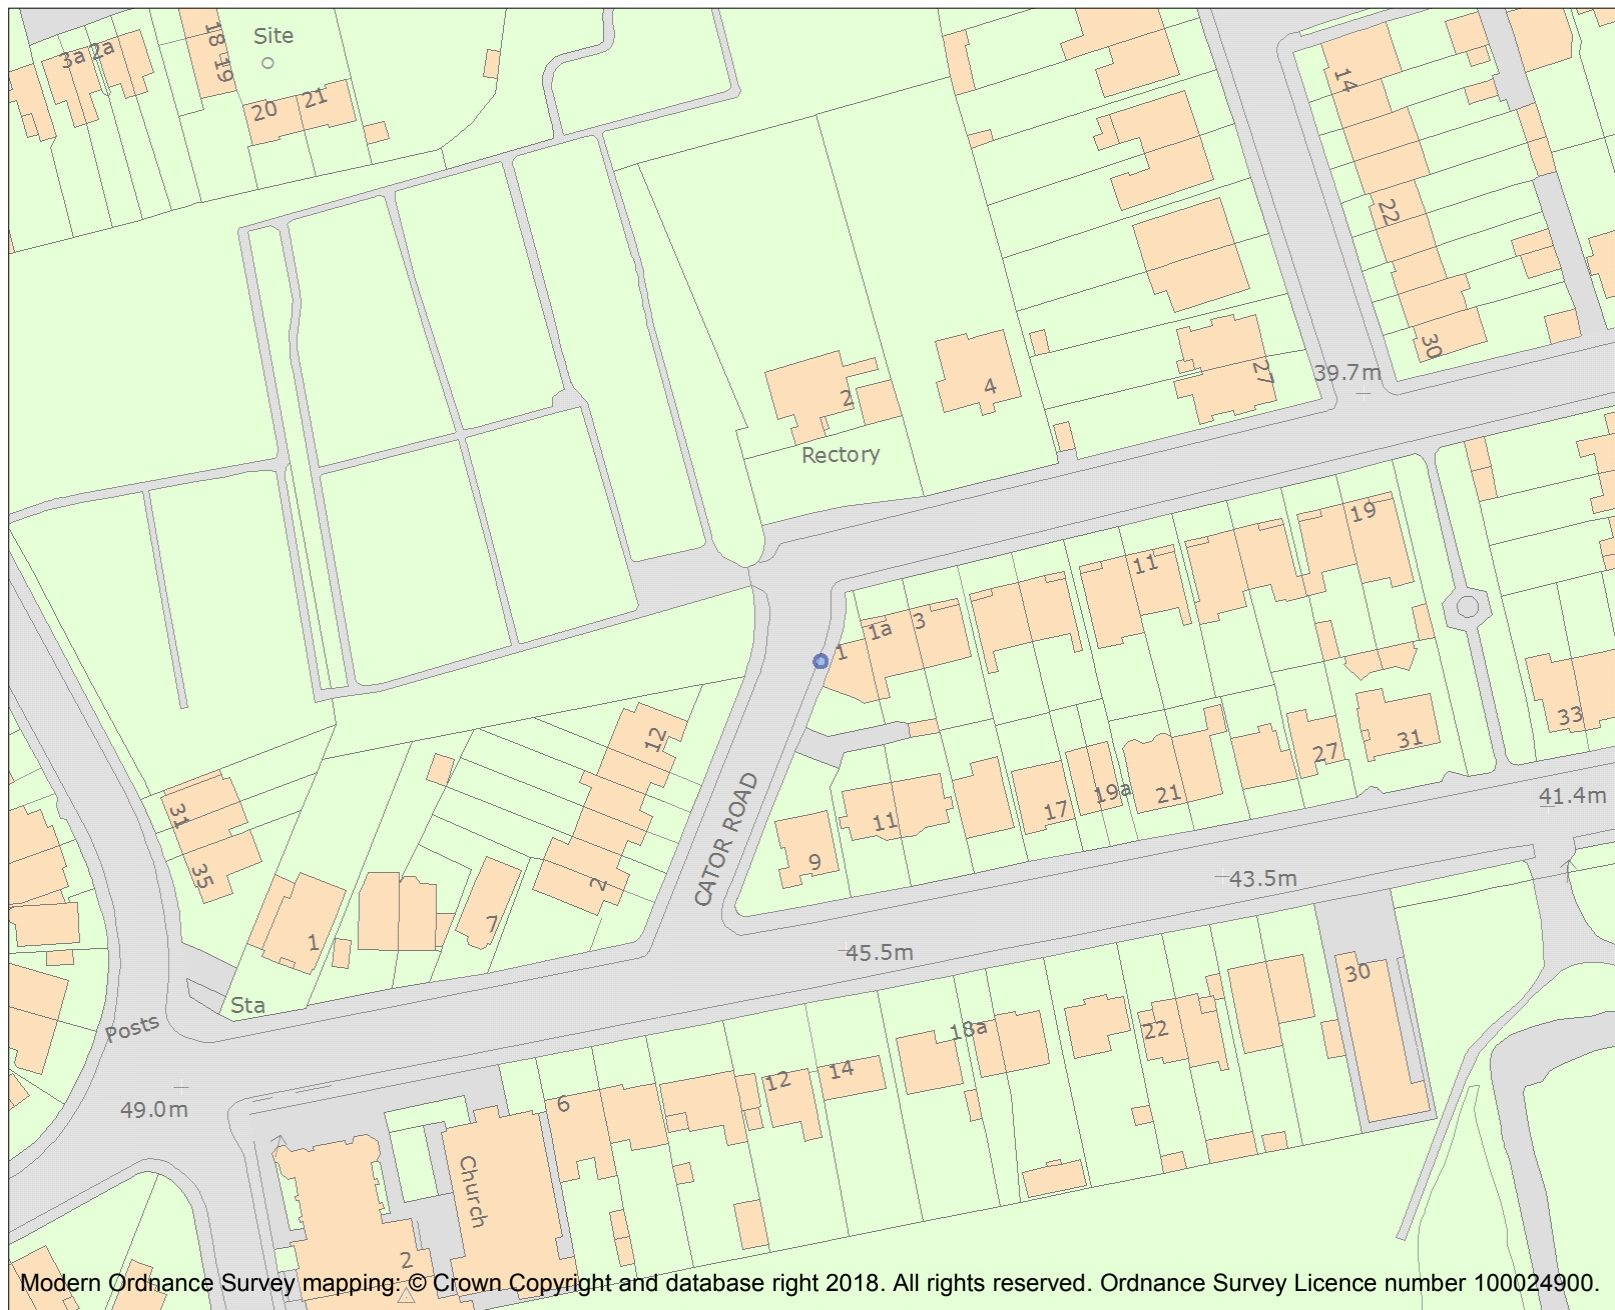 Site
18
19
3a 2a
20
21
14
22
30
39.7m
27
4
2
Rectory
19
11
3
1a
1
12
33
31
27
21
19a
17
11
9
CATOR ROAD
41.4m
43.5m
45.5m
31
35
1
7
2
Sta
Posts
49.0m
30
22
18a
14
12
6
Church
2
Modern Ordnance Survey mapping: © Crown Copyright and database right 2018. All rights reserved. Ordnance Survey Licence number 100024900.